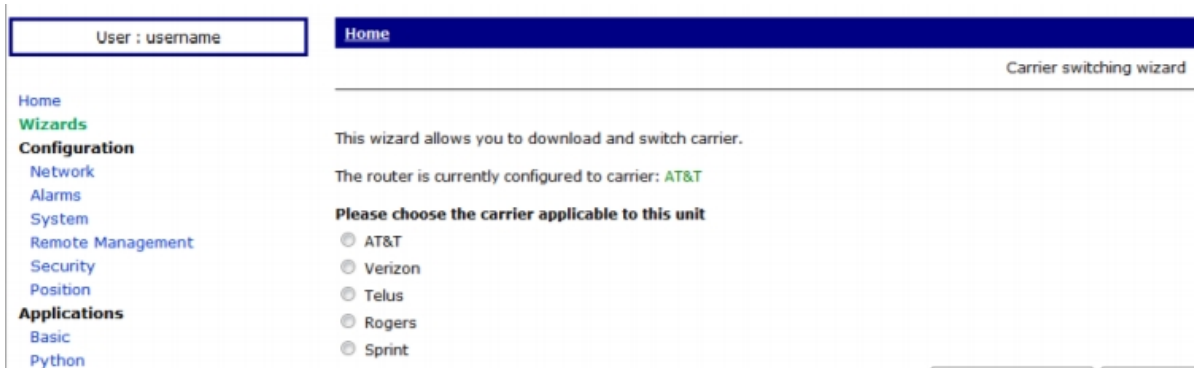 User : username
Home
Wizards
Configuration
Network
Alarms
System
Remote Management
Security
Position
Applications
Basic
Python
Home
Carrier switching wizard
This wizard allows you to download and switch carrier.
The router is currently configured to carrier: AT&T
Please choose the carrier applicable to this unit
AT&T
Verizon
Telus
Rogers
Sprint